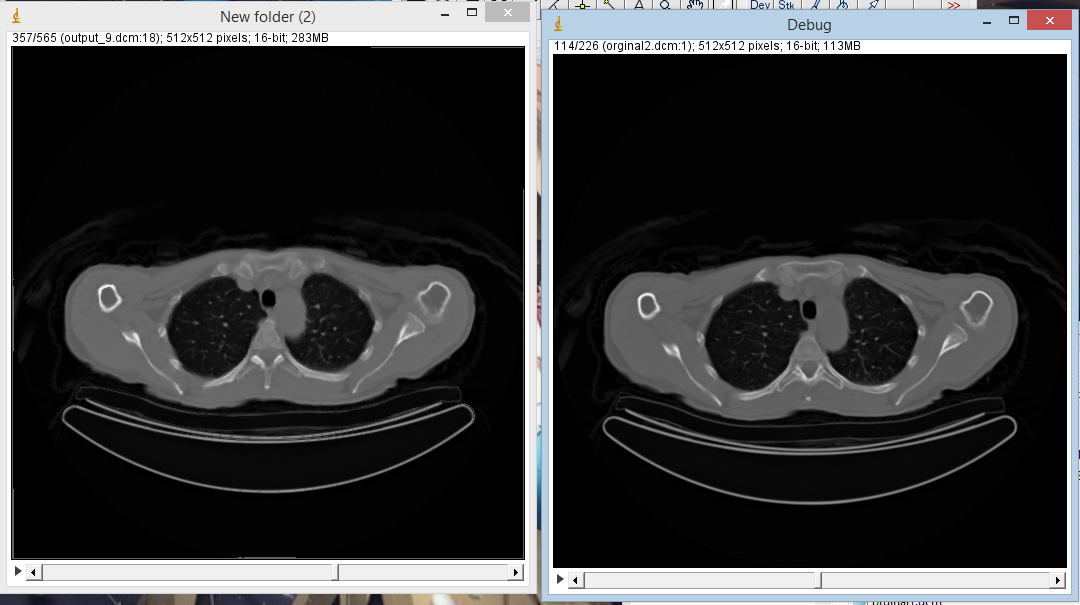 New folder (2)
357/565 (output_9.dcm:18); 512x512 pixels; 16-bit; 283MB
Dev Stk >>
Debug
114/226 (orginal2.dcm:1); 512x512 pixels; 16-bit; 113MB